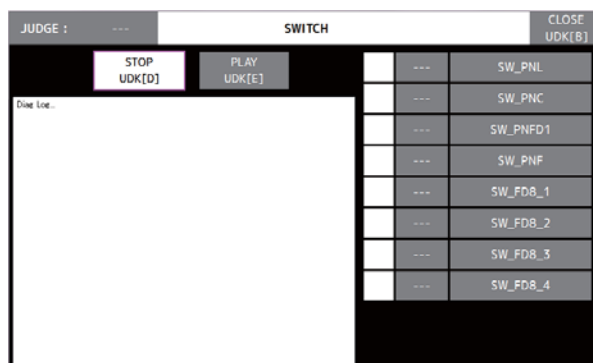 JUDGE : --- SWITCH CLOSE
UDK[B]
STOP PLAY
UDK[D] UDK[E]
Diag Log..
--- SW_PNL
--- SW_PNC
--- SW_PNFD1
--- SW_PNF
--- SW_FD8_1
--- SW_FD8_2
--- SW_FD8_3
--- SW_FD8_4